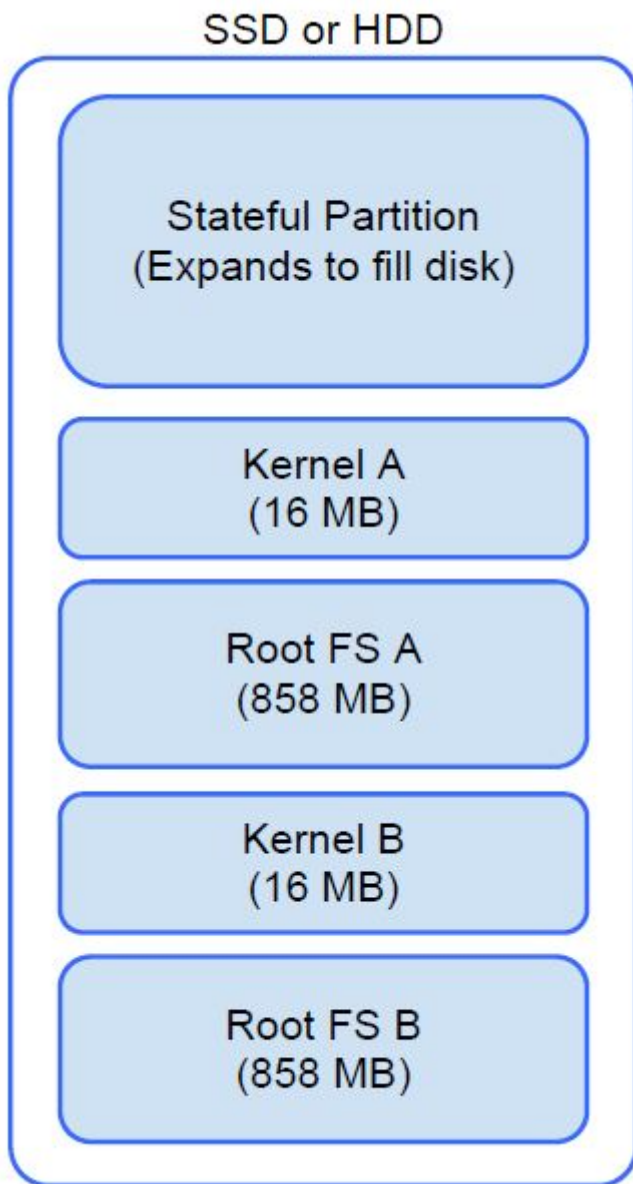 SSD or HDD
Stateful Partition
(Expands to fill disk)
Kernel A
(16 MB)
Root FS A
(858 MB)
Kernel B
(16 MB)
Root FS B
(858 MB)